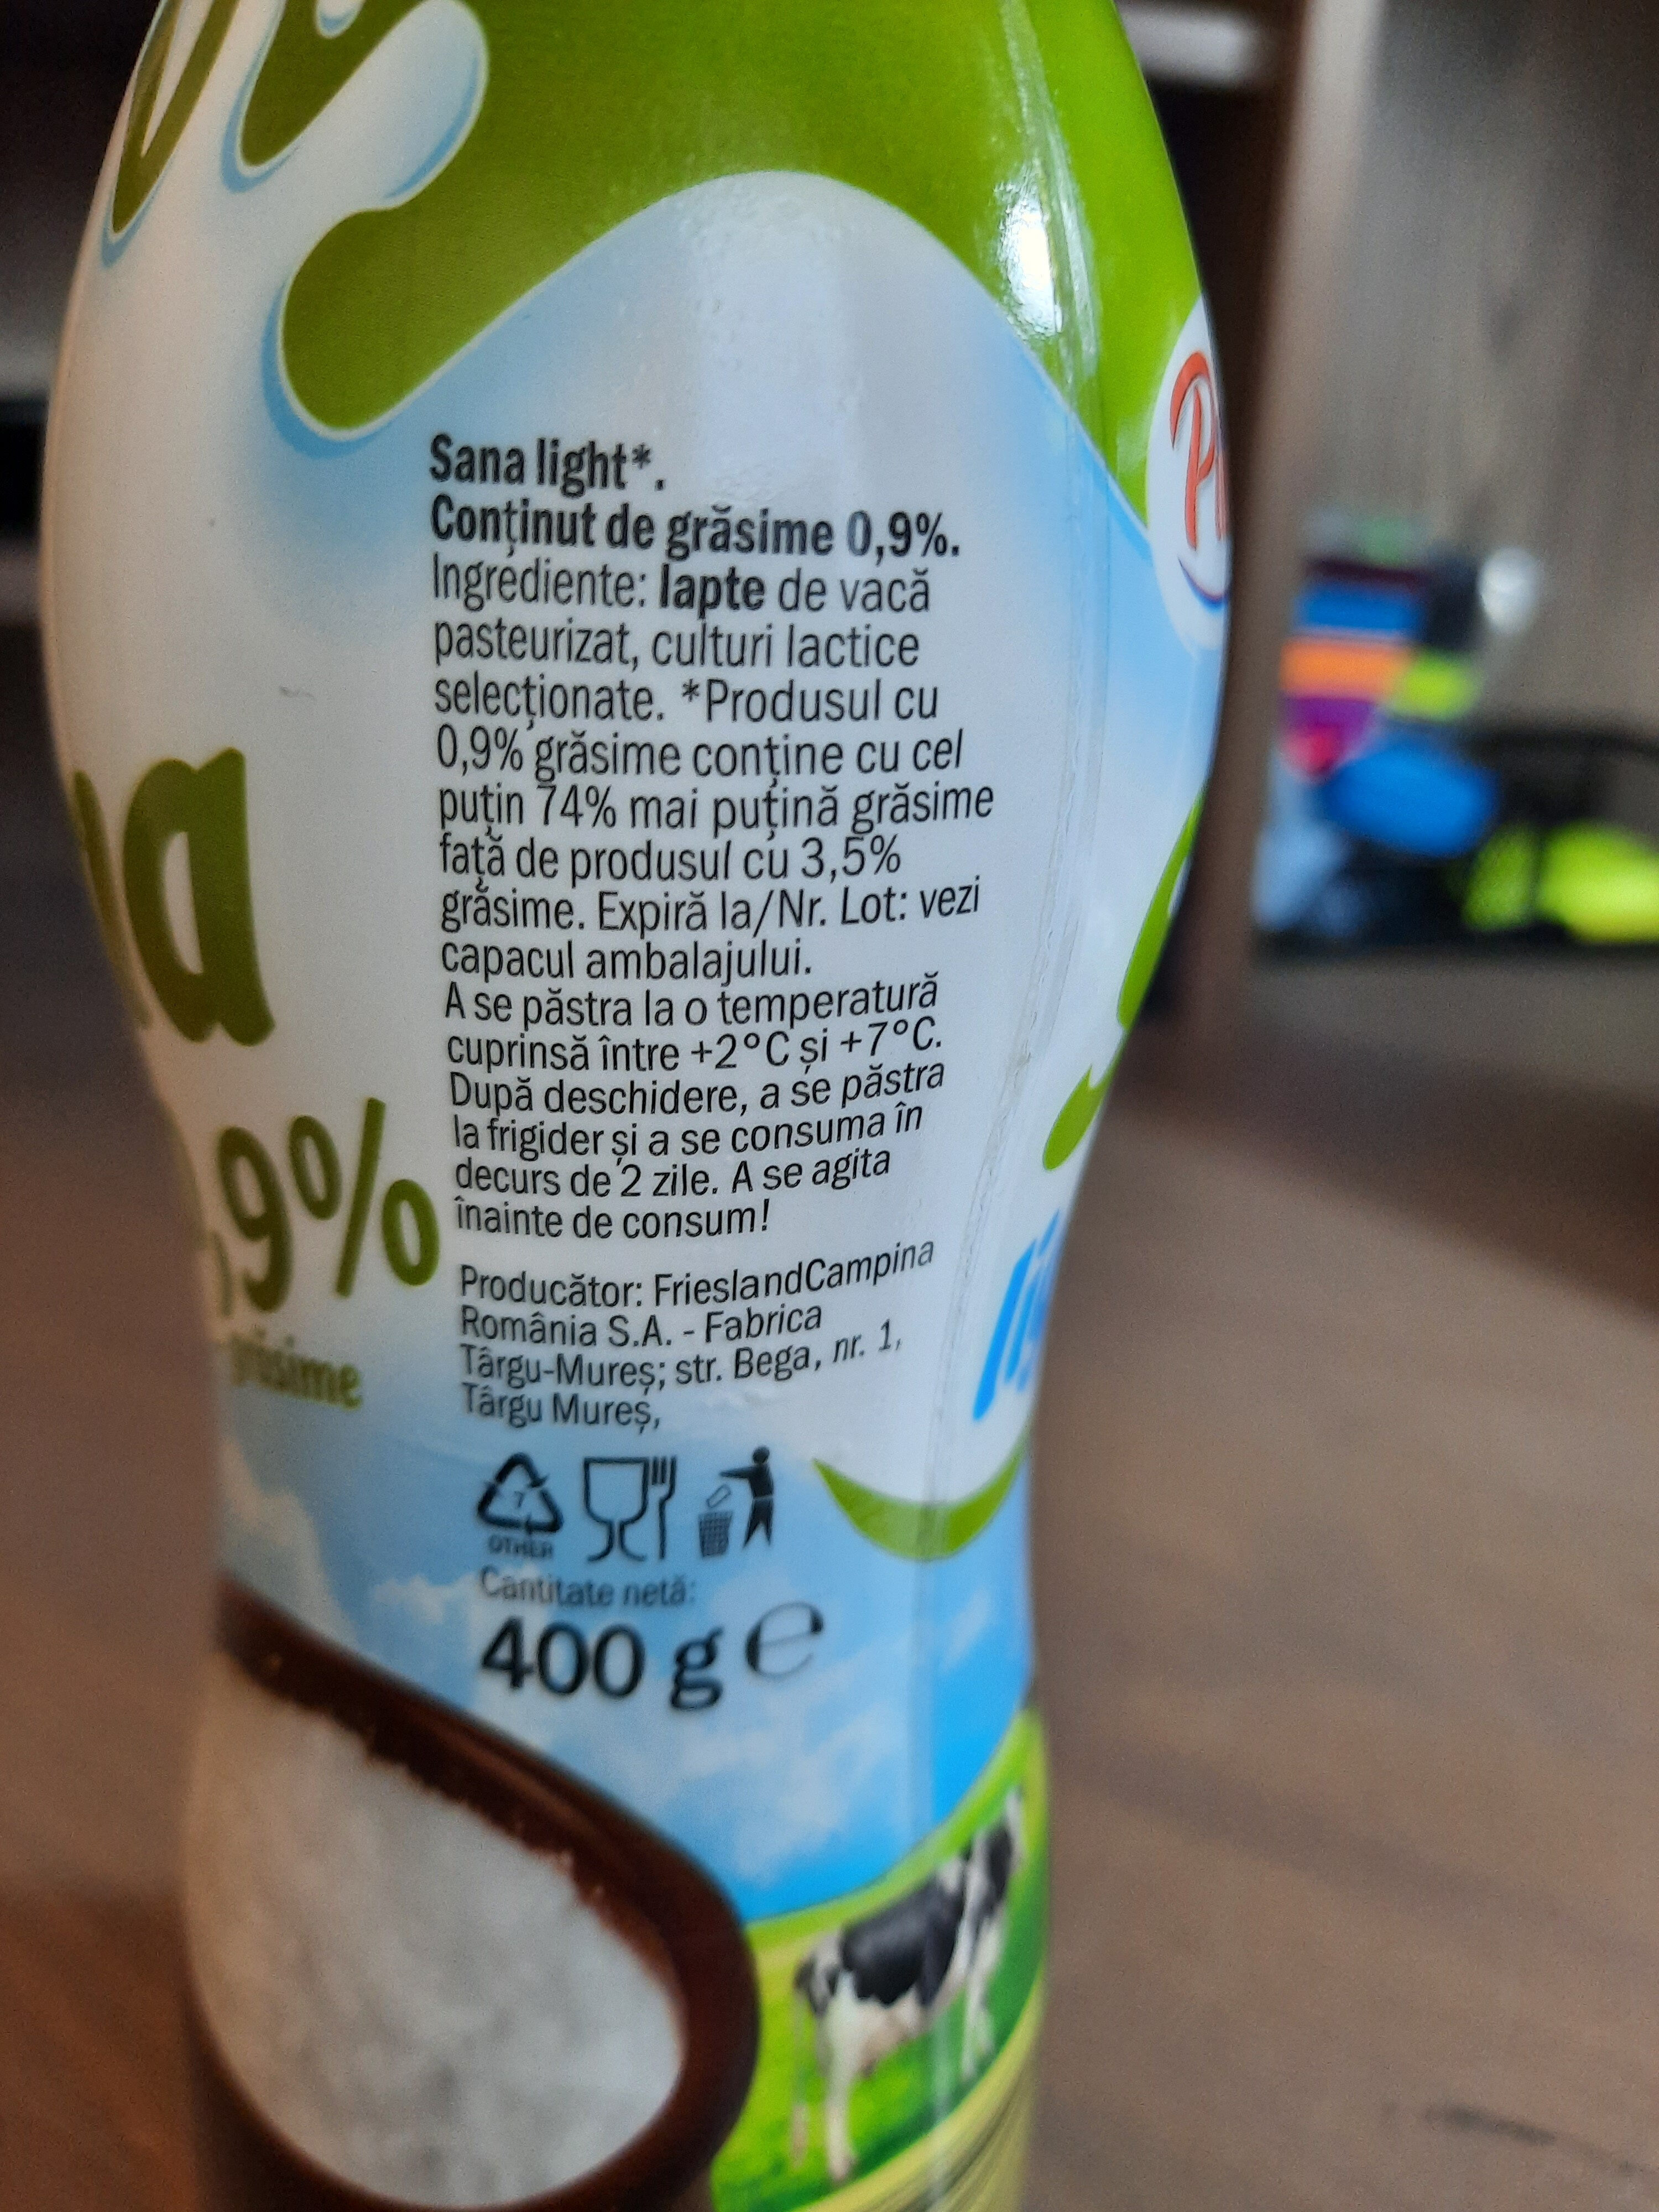 Sana light*.
Conținut de grăsime 0,9%.
Ingrediente: lapte de vacă
pasteurizat, culturi lactice
selecționate. *Produsul cu
0,9% grăsime conține cu cel
puțin 74% mai puțină grăsime
față de produsul cu 3,5%
grăsime. Expiră la/Nr. Lot: vezi
capacul ambalajului.
A se păstra la o temperatură
cuprinsă între +2°C și +7°C.
După deschidere, a se păstra
la frigider și a se consuma în
decurs de 2 zile. A se agita
înainte de consum!
Producător: FrieslandCampina
România S.A. - Fabrica
Târgu-Mureș; str. Bega, nr. 1,
Târgu Mureș,
7
OTHER
Cantitate netă:
400 g e
,9%
grăsime